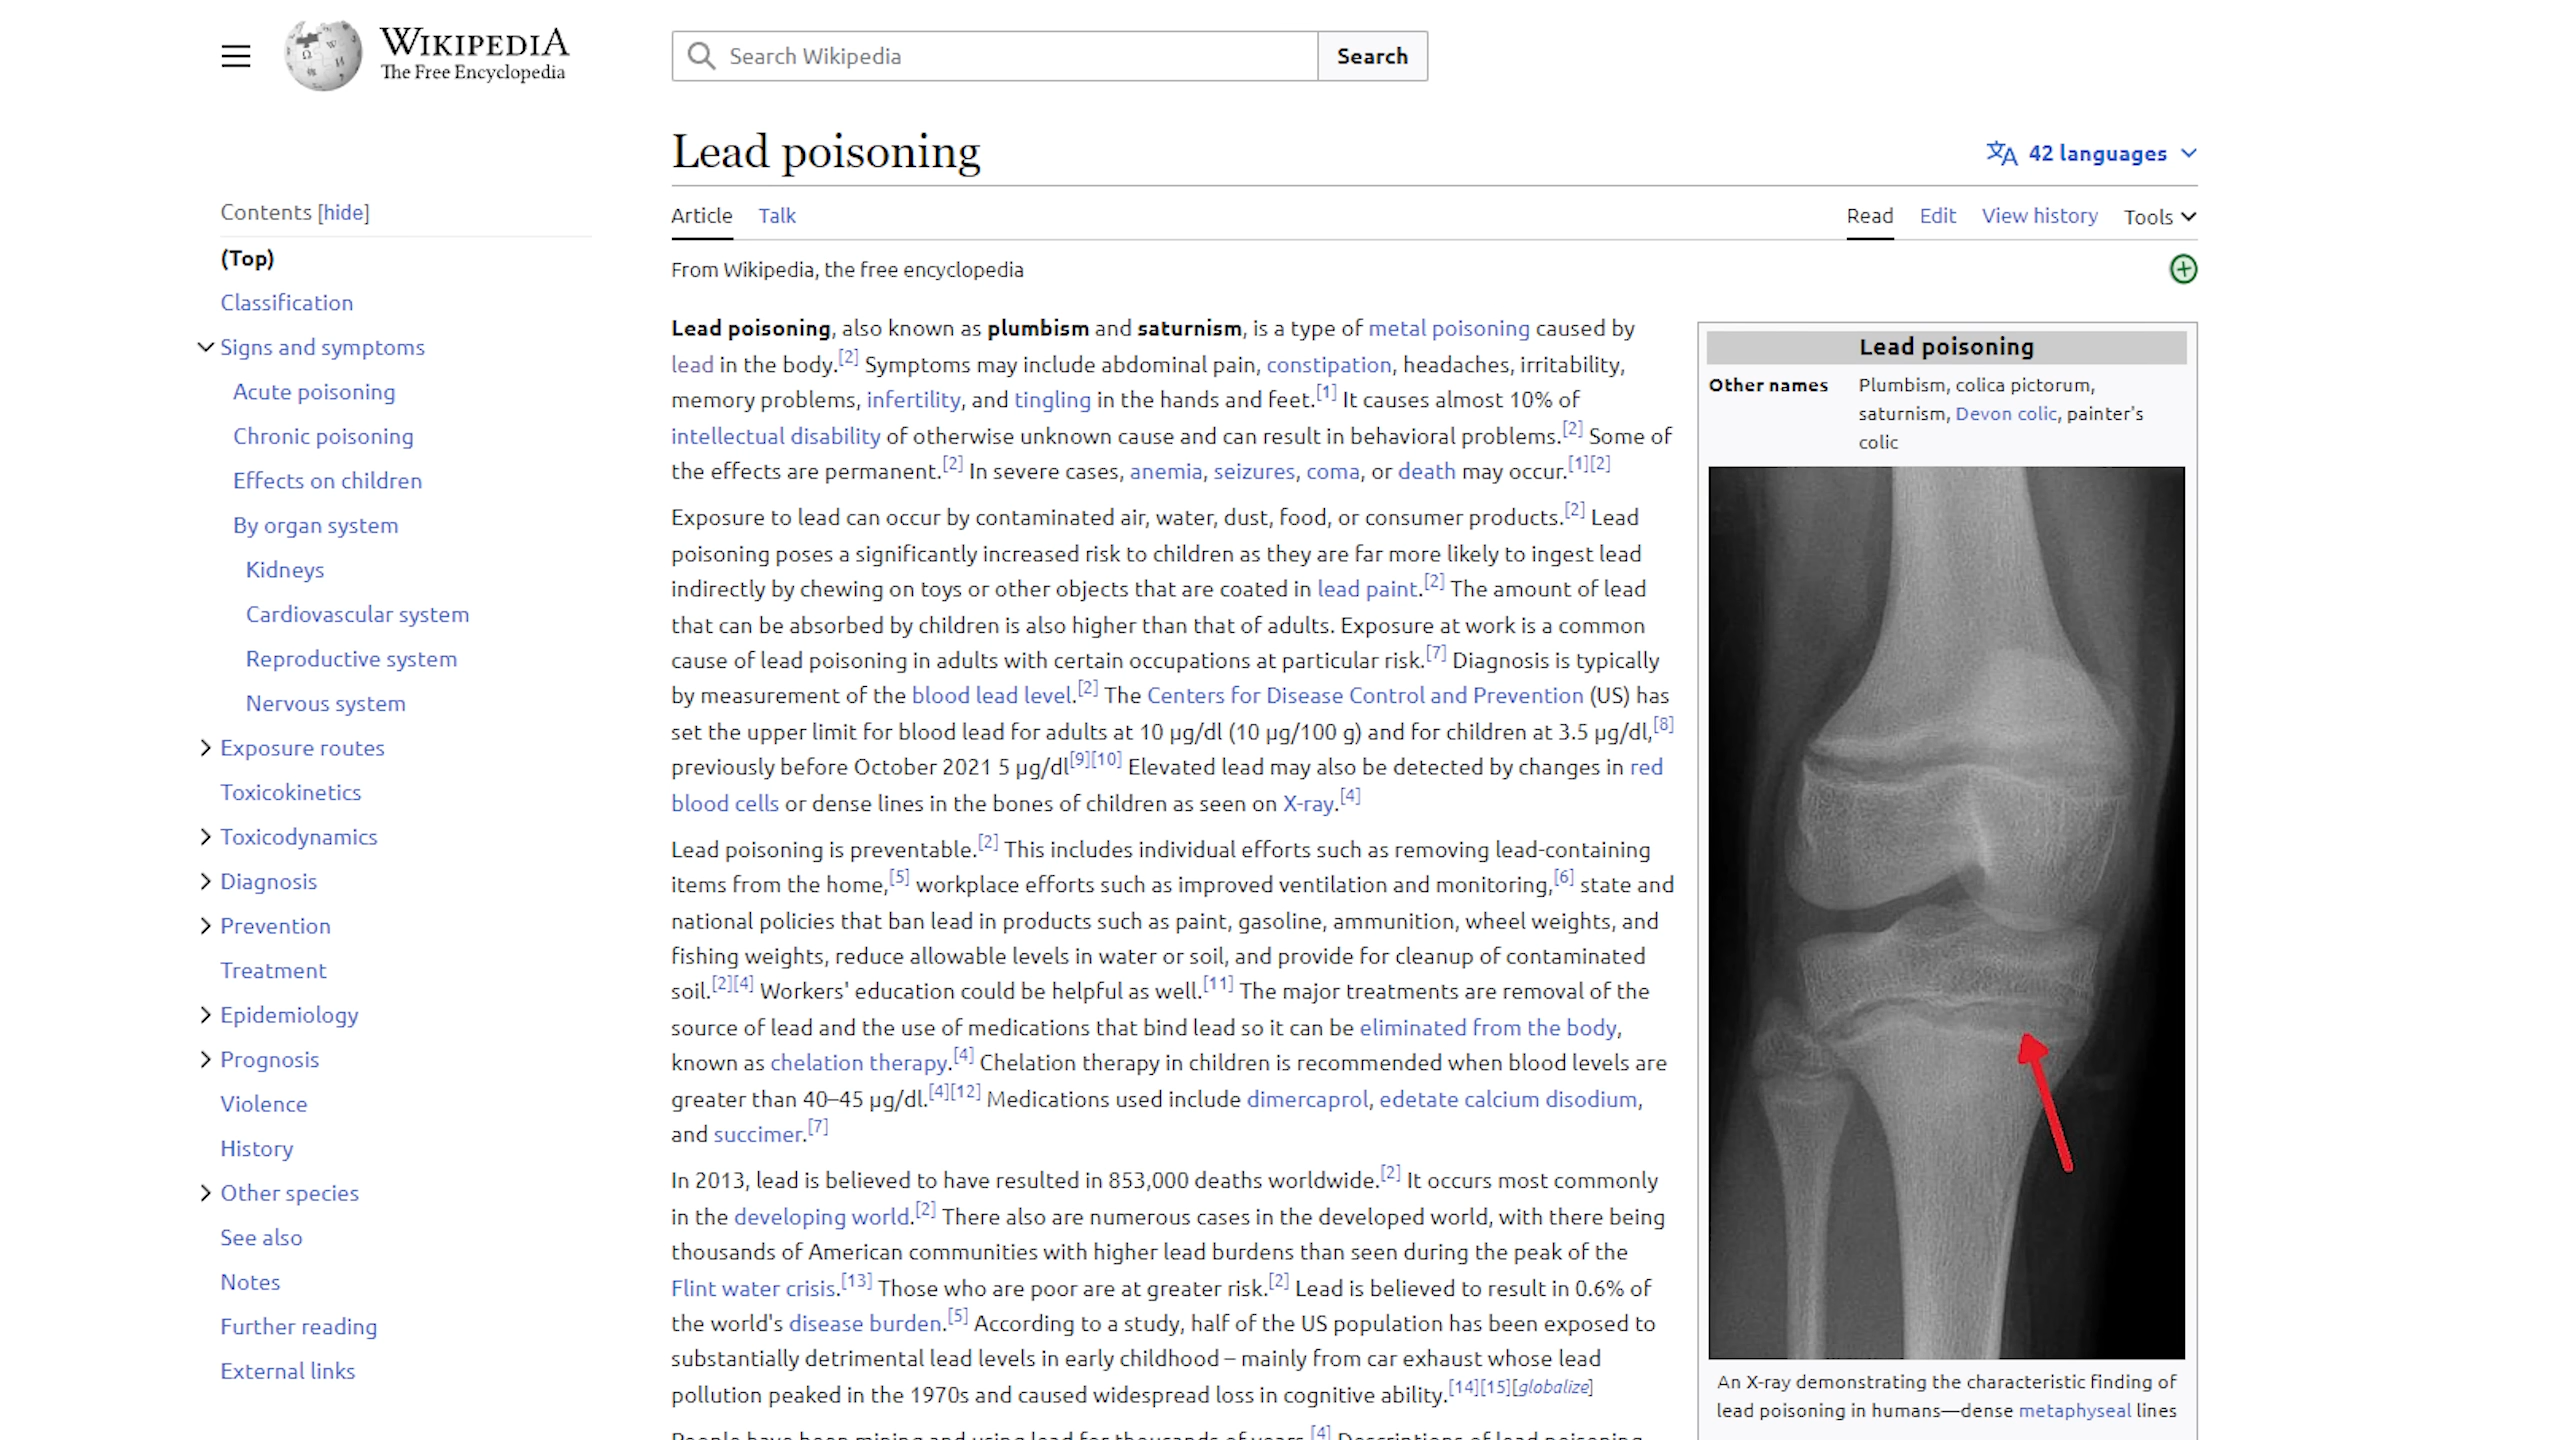 WIKIPEDIA
The Free Encyclopedia
Search Wikipedia
Search
Lead poisoning
42 languages
Contents [hide]
(Top)
Classification
Signs and symptoms
Acute poisoning
Chronic poisoning
Effects on children
By organ system
Kidneys
Cardiovascular system
Reproductive system
Nervous system
Exposure routes
Toxicokinetics
Toxicodynamics
Diagnosis
Prevention
Treatment
Epidemiology
Prognosis
Violence
History
Other species
See also
Notes
Further reading
External links
Article Talk
Read Edit View history Tools
From Wikipedia, the free encyclopedia
Lead poisoning, also known as plumbism and saturnism, is a type of metal poisoning caused by
lead in the body.[2] Symptoms may include abdominal pain, constipation, headaches, irritability,
memory problems, infertility, and tingling in the hands and feet.[1] It causes almost 10% of
intellectual disability of otherwise unknown cause and can result in behavioral problems.[2] Some of
the effects are permanent.[2] In severe cases, anemia, seizures, coma, or death may occur.[1][2]
Exposure to lead can occur by contaminated air, water, dust, food, or consumer products.[2] Lead
poisoning poses a significantly increased risk to children as they are far more likely to ingest lead
indirectly by chewing on toys or other objects that are coated in lead paint.[2] The amount of lead
that can be absorbed by children is also higher than that of adults. Exposure at work is a common
cause of lead poisoning in adults with certain occupations at particular risk.[7] Diagnosis is typically
by measurement of the blood lead level.[2] The Centers for Disease Control and Prevention (US) has
set the upper limit for blood lead for adults at 10 µg/dl (10 µg/100 g) and for children at 3.5 µg/dl,[8]
previously before October 2021 5 µg/dl[9][10] Elevated lead may also be detected by changes in red
blood cells or dense lines in the bones of children as seen on X-ray.[4]
Lead poisoning is preventable.[2] This includes individual efforts such as removing lead-containing
items from the home,[5] workplace efforts such as improved ventilation and monitoring,[6] state and
national policies that ban lead in products such as paint, gasoline, ammunition, wheel weights, and
fishing weights, reduce allowable levels in water or soil, and provide for cleanup of contaminated
soil.[2][4] Workers' education could be helpful as well.[11] The major treatments are removal of the
source of lead and the use of medications that bind lead so it can be eliminated from the body,
known as chelation therapy.[4] Chelation therapy in children is recommended when blood levels are
greater than 40–45 µg/dl.[4][12] Medications used include dimercaprol, edetate calcium disodium,
and succimer.[7]
In 2013, lead is believed to have resulted in 853,000 deaths worldwide.[2] It occurs most commonly
in the developing world.[2] There also are numerous cases in the developed world, with there being
thousands of American communities with higher lead burdens than seen during the peak of the
Flint water crisis.[13] Those who are poor are at greater risk.[2] Lead is believed to result in 0.6% of
the world's disease burden.[5] According to a study, half of the US population has been exposed to
substantially detrimental lead levels in early childhood – mainly from car exhaust whose lead
pollution peaked in the 1970s and caused widespread loss in cognitive ability.[14][15][globalize]
People have been mining and using lead for thousands of years.[4] Descriptions of lead poisoning
Lead poisoning
Other names Plumbism, colica pictorum,
saturnism, Devon colic, painter's
colic
An X-ray demonstrating the characteristic finding of
lead poisoning in humans—dense metaphyseal lines